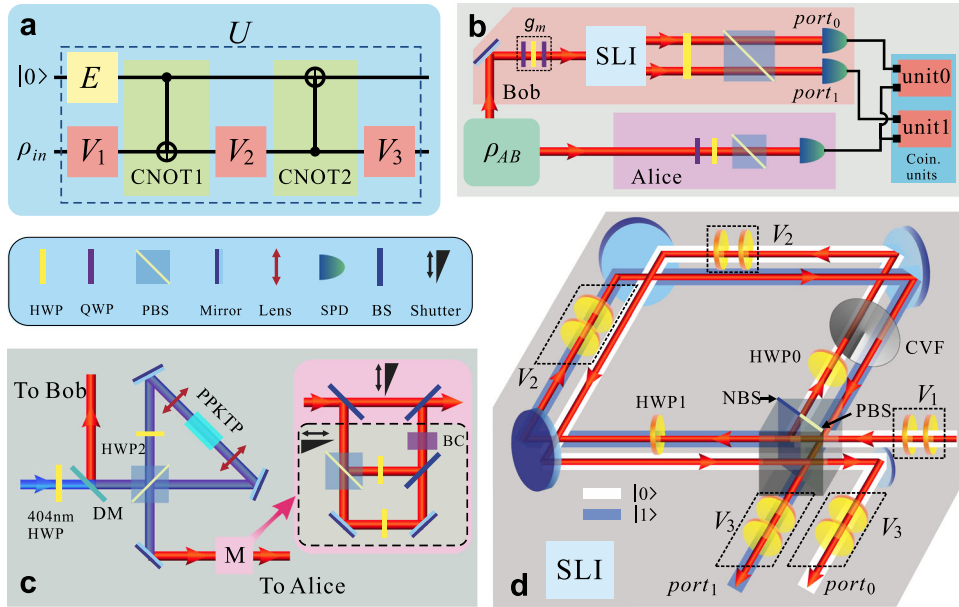 a
U
|0⟩
E
ρin
V1
V2
V3
CNOT1
CNOT2
b
gm
SLI
port0
port1
Bob
unit0
unit1
ρAB
Alice
Coin.
units
HWP
QWP
PBS
Mirror
Lens
SPD
BS
Shutter
c
To Bob
PPKTP
HWP2
404nm
HWP
DM
M
To Alice
BC
d
V2
V2
CVF
HWP0
NBS
PBS
V1
HWP1
|0⟩
|1⟩
V3
V3
SLI
port1
port0